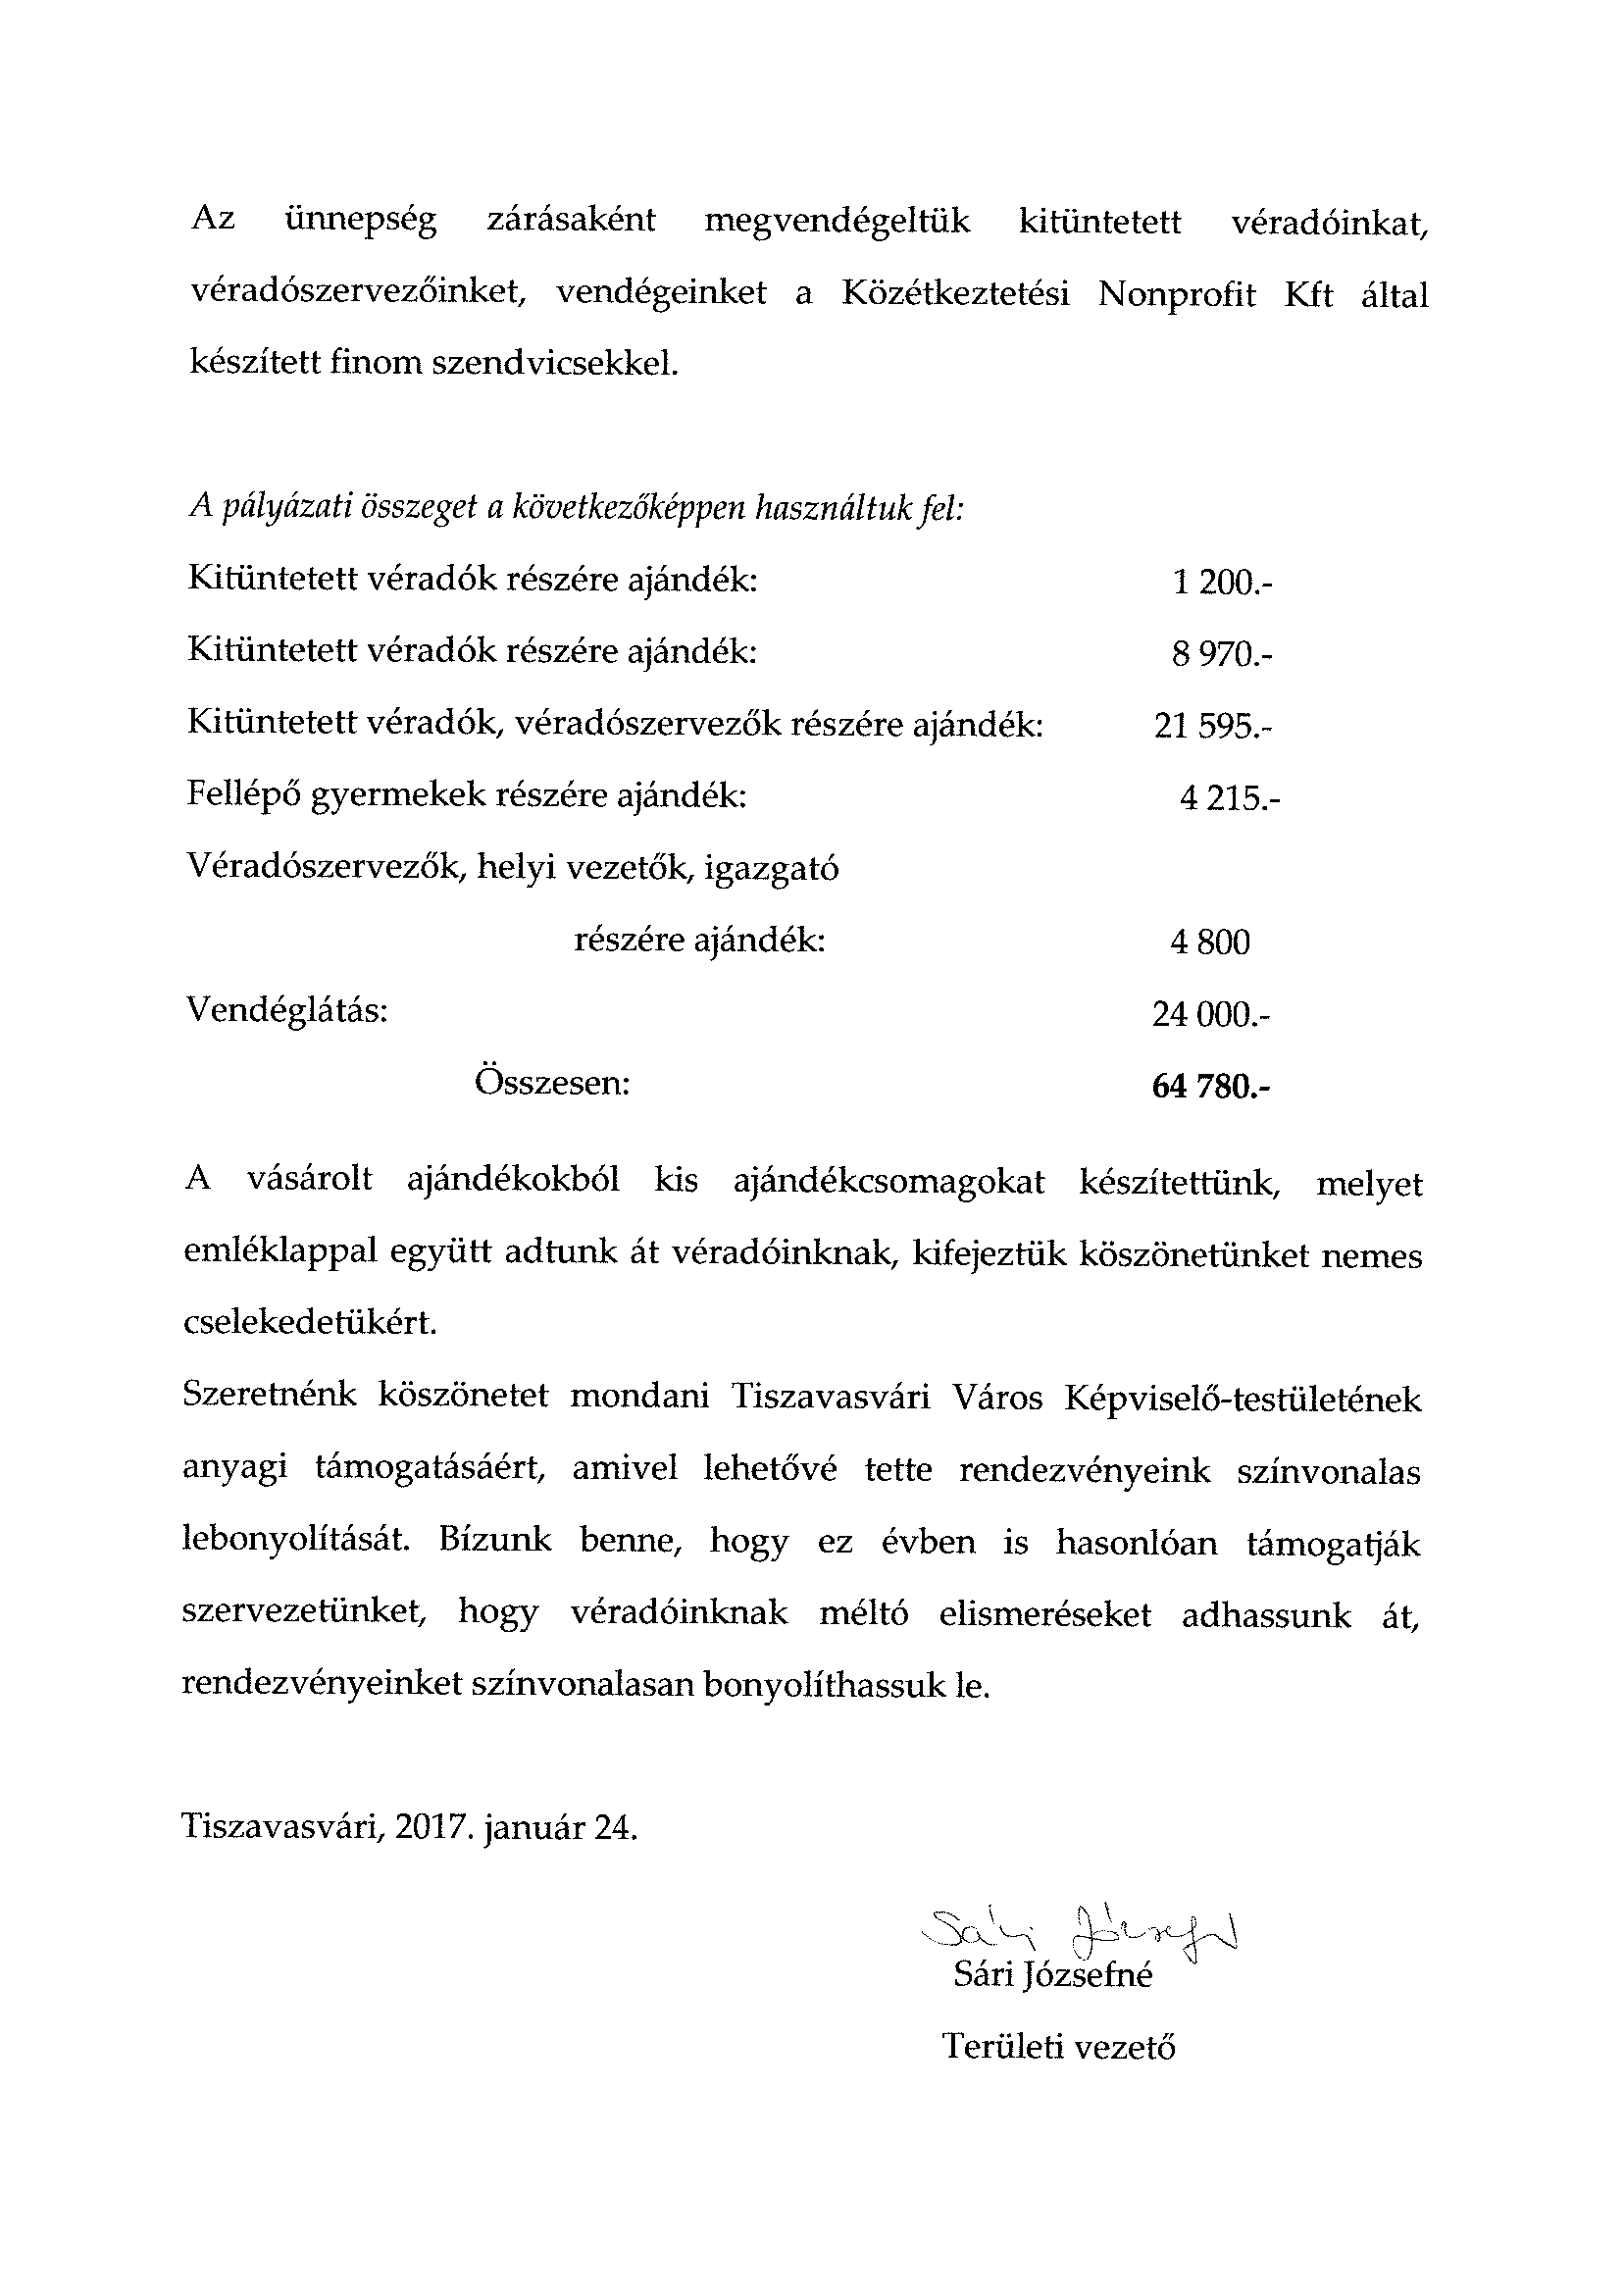 Az ünnepség zárásaként megvendégeltük kitüntetett véradóinkat,
véradószervezőinket, vendégeinket a Közétkeztetési Nonprofit Kft által
készített finom szendvicsekkel.
A pályázati összeget a következőképpen használtuk fel:
Kitüntetett véradók részére ajándék: 1 200.-
Kitüntetett véradók részére ajándék: 8 970.-
Kitüntetett véradók, véradószervezők részére ajándék: 21 595.-
Fellépő gyermekek részére ajándék: 4 215.-
Véradószervezők, helyi vezetők, igazgató
részére ajándék: 4 800
Vendéglátás: 24 000.-
Összesen: 64 780.-
A vásárolt ajándékokból kis ajándékcsomagokat készítettünk, melyet
emléklappal együtt adtunk át véradóinknak, kifejeztük köszönetünket nemes
cselekedetükért.
Szeretnénk köszönetet mondani Tiszavasvári Város Képviselő-testületének
anyagi támogatásáért, amivel lehetővé tette rendezvényeink színvonalas
lebonyolítását. Bízunk benne, hogy ez évben is hasonlóan támogatják
szervezetünket, hogy véradóinknak méltó elismeréseket adhassunk át,
rendezvényeinket színvonalasan bonyolíthassuk le.
Tiszavasvári, 2017. január 24.
Sári Józsefné
Sári Józsefné
Területi vezető